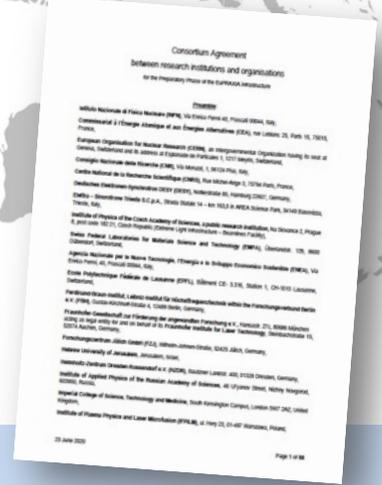 Consortium Agreement
between research institutions and organisations
for the Preparatory Phase of the EuPRAXIA Infrastructure
Preamble
Istituto Nazionale di Fisica Nucleare (INFN), Via Enrico Fermi 40, Frascati 00044, Italy,
Commissariat à l'Énergie Atomique et aux Énergies Alternatives (CEA), rue Leblanc 25, Paris 15, 75015,
France,
European Organisation for Nuclear Research (CERN), an Intergovernmental Organization having its seat at
Geneva, Switzerland and its address at Esplanade de Particules 1, 1217 Meyrin, Switzerland,
Consiglio Nazionale delle Ricerche (CNR), Via Moruzzi, 1, 56124 Pisa, Italy,
Centre National de la Recherche Scientifique (CNRS), Rue Michel-Ange 3, 75794 Paris, France,
Deutsches Elektronen-Synchrotron DESY (DESY), Notkestraße 85, Hamburg 22607, Germany,
Elettra – Sincrotrone Trieste S.C.p.A., Strada Statale 14 – km 163,5 in AREA Science Park, 34149 Basovizza,
Trieste, Italy,
Institute of Physics of the Czech Academy of Sciences, a public research institution, Na Slovance 2, Prague
8, post code 182 21, Czech Republic (Extreme Light Infrastructure – Beamlines Facility),
Swiss Federal Laboratories for Materials Science and Technology (EMPA), Überlandstr. 129, 8600
Dübendorf, Switzerland,
Agenzia Nazionale per le Nuove Tecnologie, l'Energia e lo Sviluppo Economico Sostenibile (ENEA), Via
Enrico Fermi, 45, Frascati 00044, Italy,
Ecole Polytechnique Fédérale de Lausanne (EPFL), Bâtiment CE 3.316, Station 1, CH-1015 Lausanne,
Switzerland,
Ferdinand-Braun-Institut, Leibniz-Institut für Höchstfrequenztechnik within the Forschungsverbund Berlin
e.V. (FBH), Gustav-Kirchhoff-Straße 4, 12489 Berlin, Germany,
Fraunhofer Gesellschaft zur Förderung der angewandten Forschung e.V., Hansastr. 27c, 80686 München
acting as legal entity for and on behalf of its Fraunhofer Institute for Laser Technology, Steinbachstraße 15,
52074 Aachen, Germany,
Forschungszentrum Jülich GmbH (FZJ), Wilhelm-Johnen-Straße, 52425 Jülich, Germany,
Hebrew University of Jerusalem, Jerusalem, Israel,
Helmholtz-Zentrum Dresden-Rossendorf e.V. (HZDR), Bautzner Landstr. 400, 01328 Dresden, Germany,
Institute of Applied Physics of the Russian Academy of Sciences, 46 Ul'yanov Street, Nizhny Novgorod,
603950, Russia,
Imperial College of Science, Technology and Medicine, South Kensington Campus, London SW7 2AZ, United
Kingdom,
Institute of Plasma Physics and Laser Microfusion (IFPiLM), ul. Hery 23, 01-497 Warszawa, Poland,
23 June 2020
Page 1 of